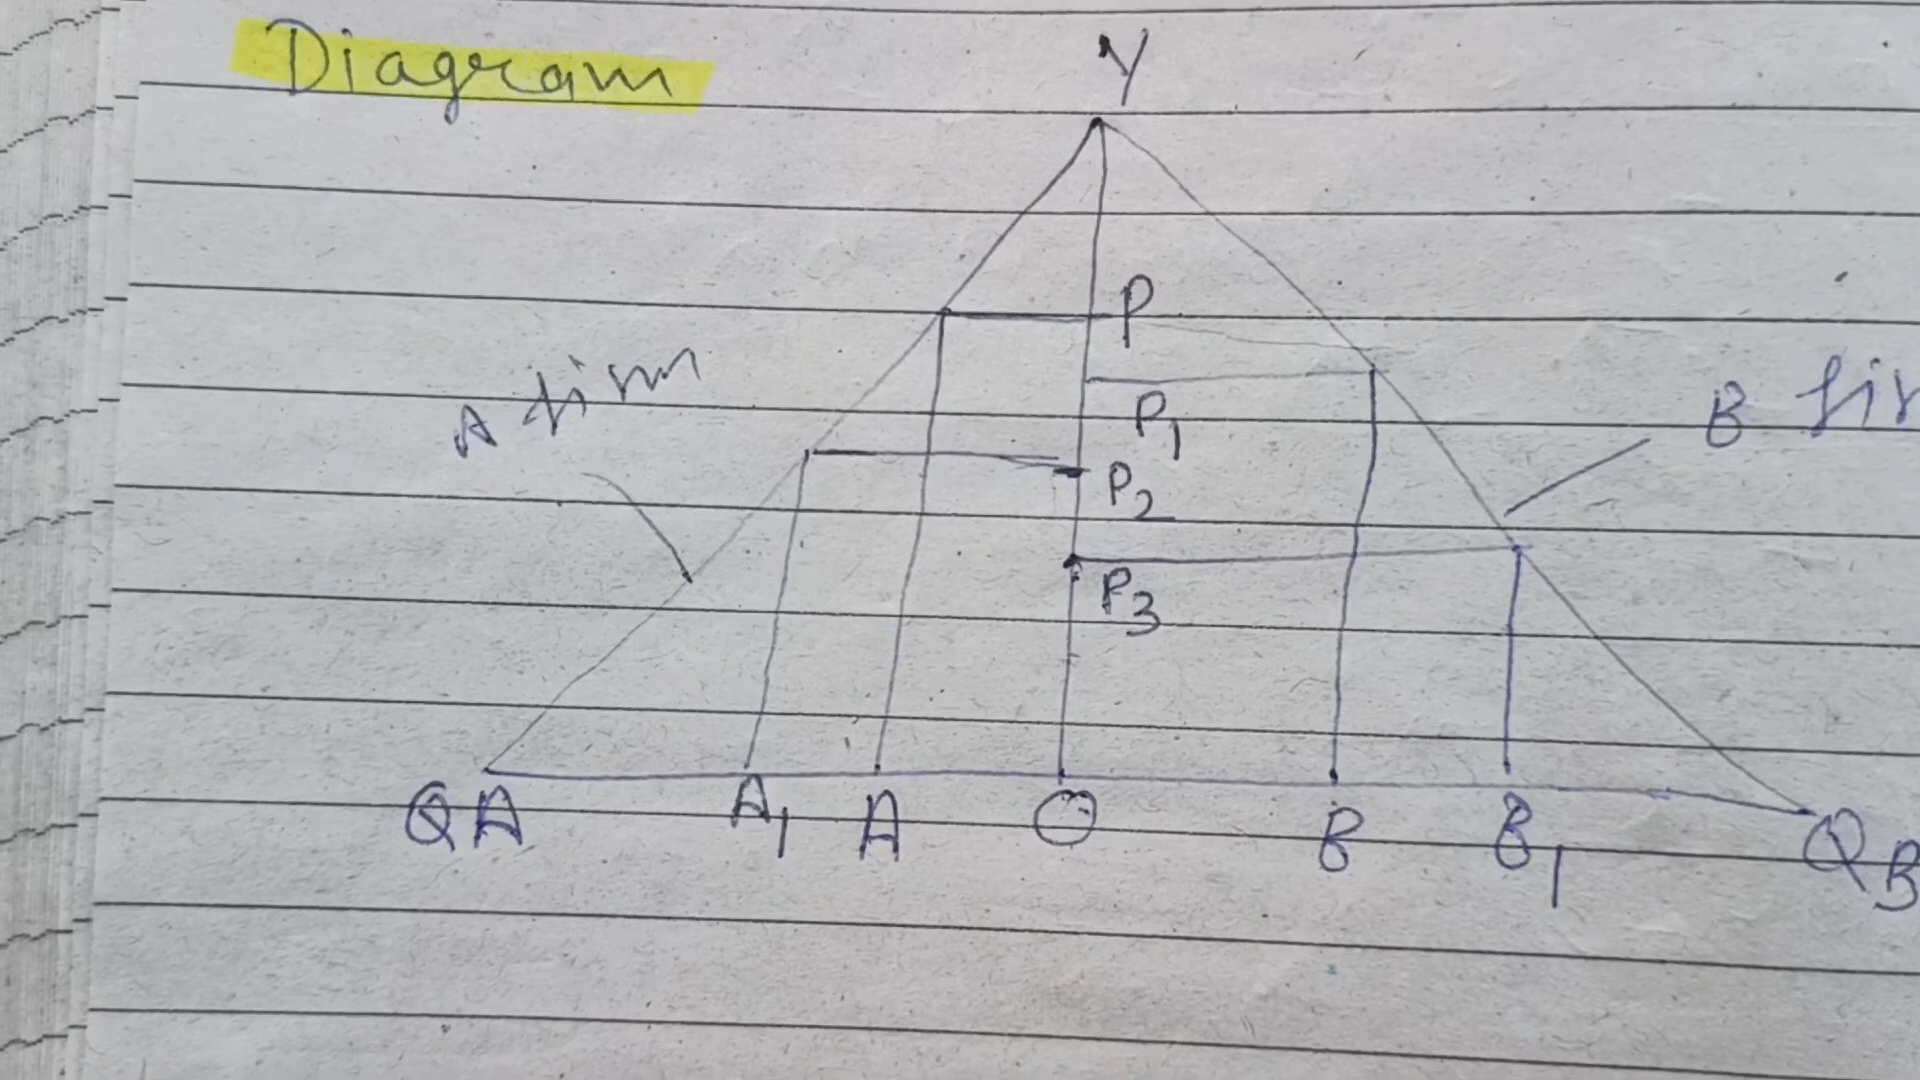 Diagram
Y
P
A firm
B fir
P1
P2
P3
QA A1 A O B B1 QB